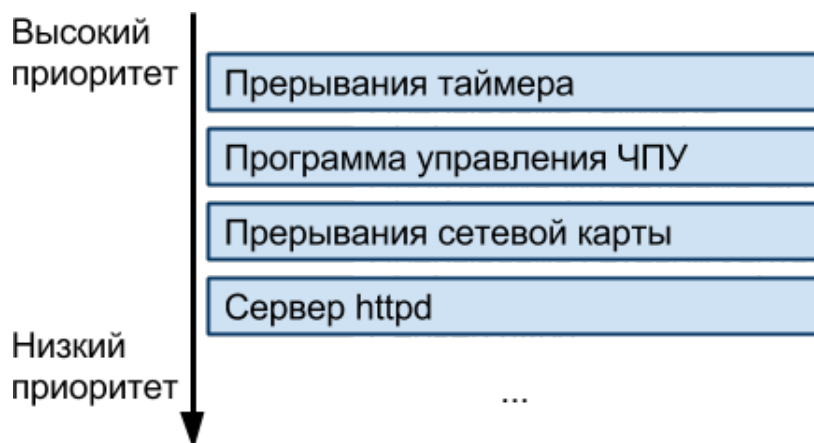 Высокий
приоритет
Прерывания таймера
Программа управления ЧПУ
Прерывания сетевой карты
Сервер httpd
Низкий
приоритет
...